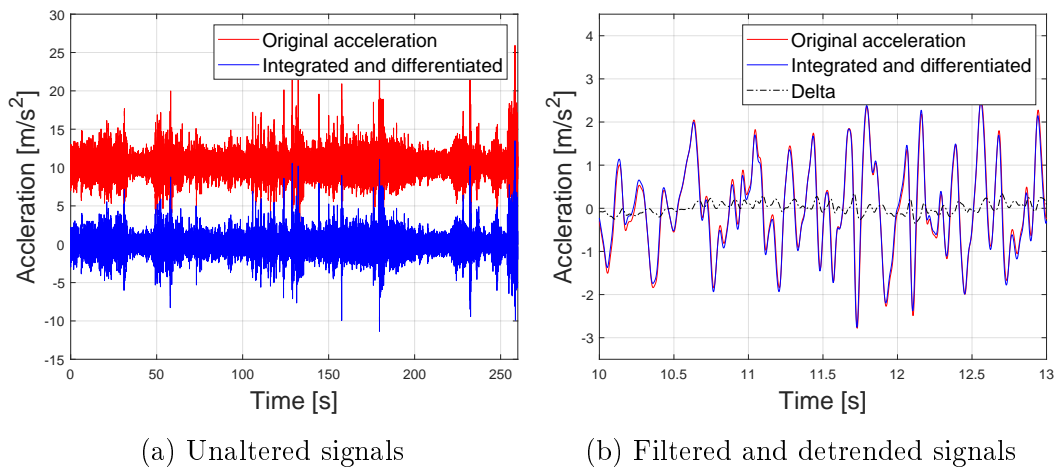 30
25
20
15
10
5
0
-5
-10
-15
Accleration [m/s²]
Original acceleration
Integrated and differentiated
0 50 100 150 200 250
Time [s]
(a) Unaltered signals
4
3
2
1
0
-1
-2
-3
Accleration [m/s²]
Original acceleration
Integrated and differentiated
Delta
10 10.5 11 11.5 12 12.5 13
Time [s]
(b) Filtered and detrended signals